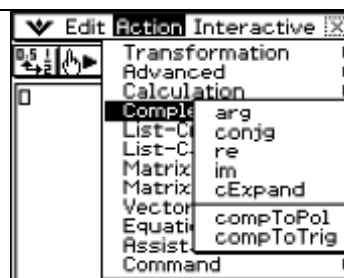 Edit Action Interactive
Transformation
Advanced
Calculation
Comple
List-C
List-C
Matrix
Matrix
Vector
Equati
Assist
Command
arg
conjg
re
im
cExpand
compToPol
compToTrig